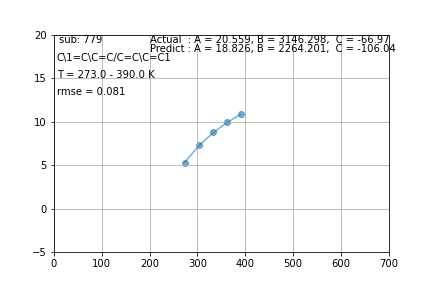 sub: 779
Actual : A = 20.559, B = 3146.298, C = -66.97
Predict : A = 18.826, B = 2264.201, C = -106.04
C\1=C\C=C/C=C\C=C1
T = 273.0 - 390.0 K
rmse = 0.081
20
15
10
5
0
−5
0 100 200 300 400 500 600 700